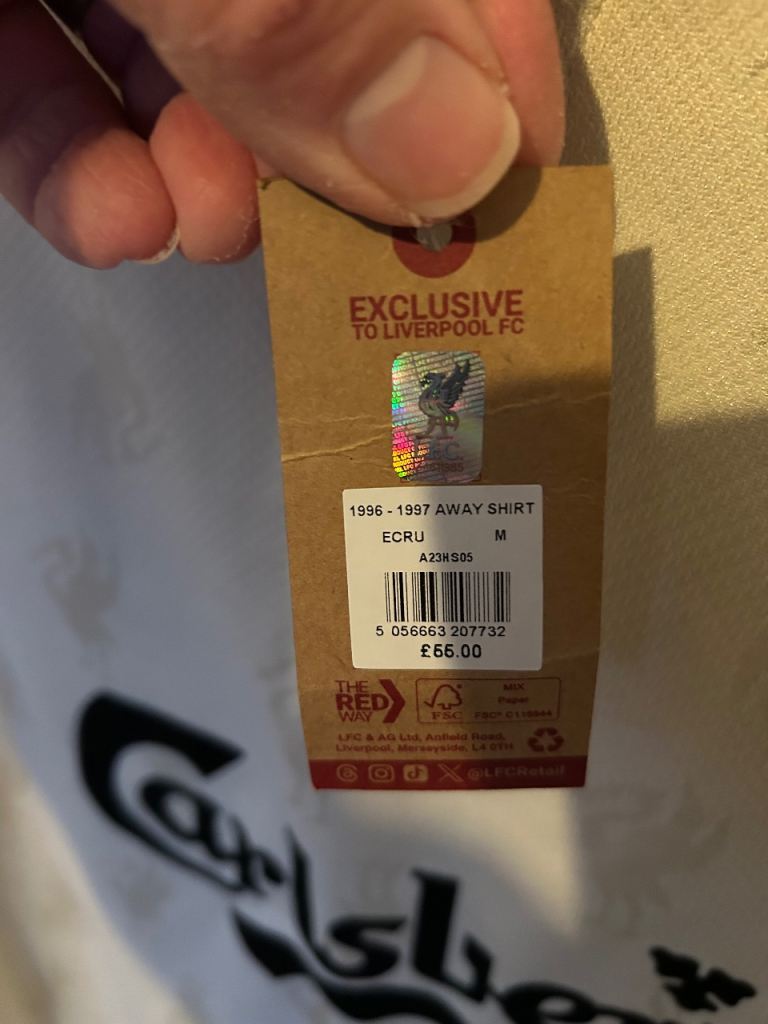 EXCLUSIVE
TO LIVERPOOL FC
1996 - 1997 AWAY SHIRT
ECRU M
A23HS05
5 056663 207732
£55.00
THE
RED
WAY
FSC
MIX
Paper
FSC®
LFC & AG Ltd, Anfield Road,
Liverpool, Merseyside, L4 0TH
@LFCRetail
Carlsberg